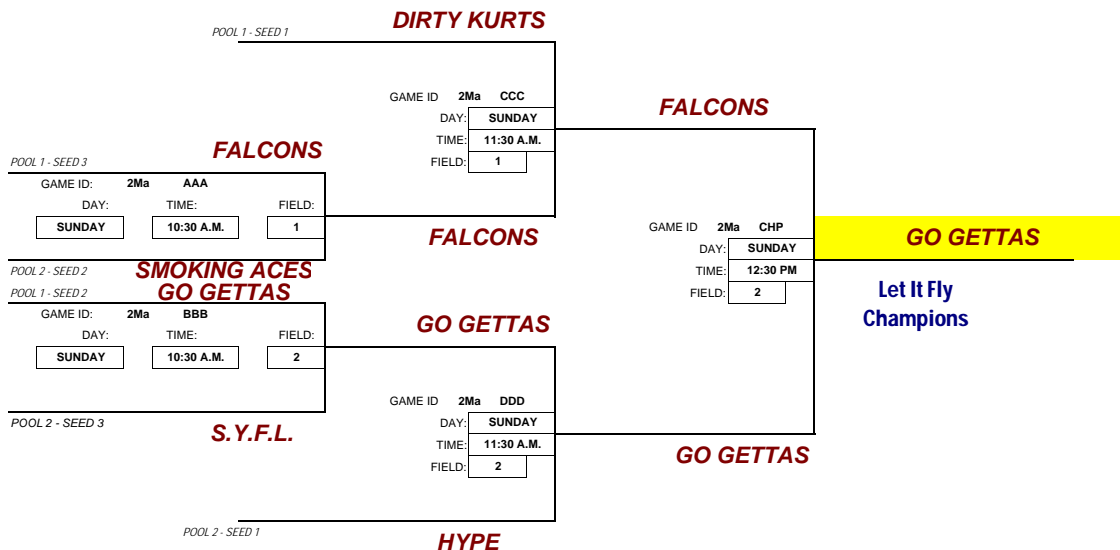 DIRTY KURTS
POOL 1 - SEED 1
GAME ID 2Ma CCC
DAY: SUNDAY
TIME: 11:30 A.M.
FIELD: 1
FALCONS
FALCONS
POOL 1 - SEED 3
GAME ID: 2Ma AAA
DAY: TIME: FIELD:
SUNDAY 10:30 A.M. 1
FALCONS
POOL 2 - SEED 2
SMOKING ACES
POOL 1 - SEED 2
GO GETTAS
GAME ID: 2Ma BBB
DAY: TIME: FIELD:
SUNDAY 10:30 A.M. 2
POOL 2 - SEED 3
S.Y.F.L.
GO GETTAS
GAME ID 2Ma DDD
DAY: SUNDAY
TIME: 11:30 A.M.
FIELD: 2
POOL 2 - SEED 1
HYPE
GAME ID 2Ma CHP
DAY: SUNDAY
TIME: 12:30 PM
FIELD: 2
GO GETTAS
GO GETTAS
Let It Fly
Champions